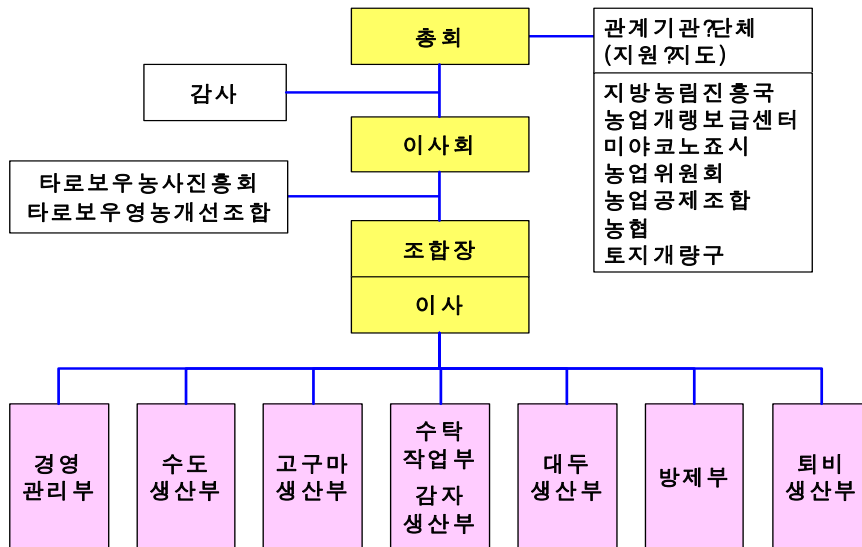 총회
관계기관?단체
(지원?지도)
지방농림진흥국
농업개랭보급센터
미야코노죠시
농업위원회
농업공제조합
농협
토지개량구
감사
이사회
타로보우농사진흥회
타로보우영농개선조합
조합장
이사
경영
관리부
수도
생산부
고구마
생산부
수탁
작업부
감자
생산부
대두
생산부
방제부
퇴비
생산부